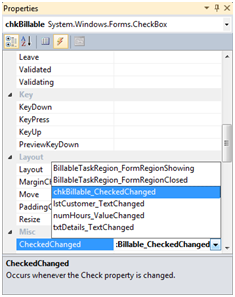 Properties
chkBillable System.Windows.Forms.CheckBox
Leave
Validated
Validating
Key
KeyDown
KeyPress
KeyUp
PreviewKeyDown
Layout
Layout
BillableTaskRegion_FormRegionShowing
MarginCh
BillableTaskRegion_FormRegionClosed
Move
chkBillable_CheckedChanged
PaddingC
lstCustomer_TextChanged
Resize
numHours_ValueChanged
txtDetails_TextChanged
Misc
CheckedChanged :Billable_CheckedChanged
CheckedChanged
Occurs whenever the Check property is changed.